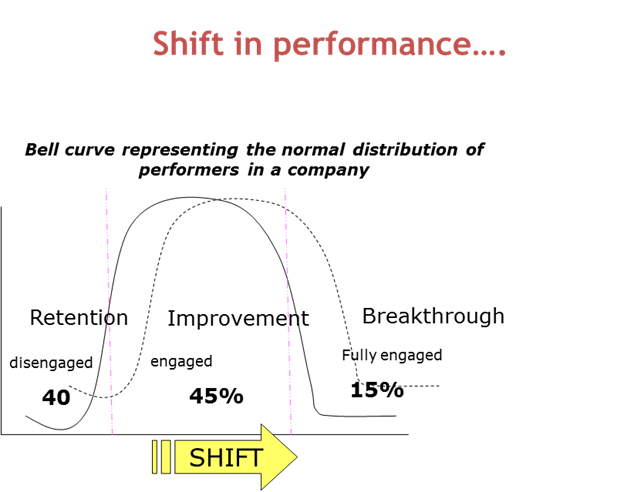 Shift in performance….
Bell curve representing the normal distribution of
performers in a company
Retention
Improvement
Breakthrough
disengaged
engaged
Fully engaged
40
45%
15%
SHIFT